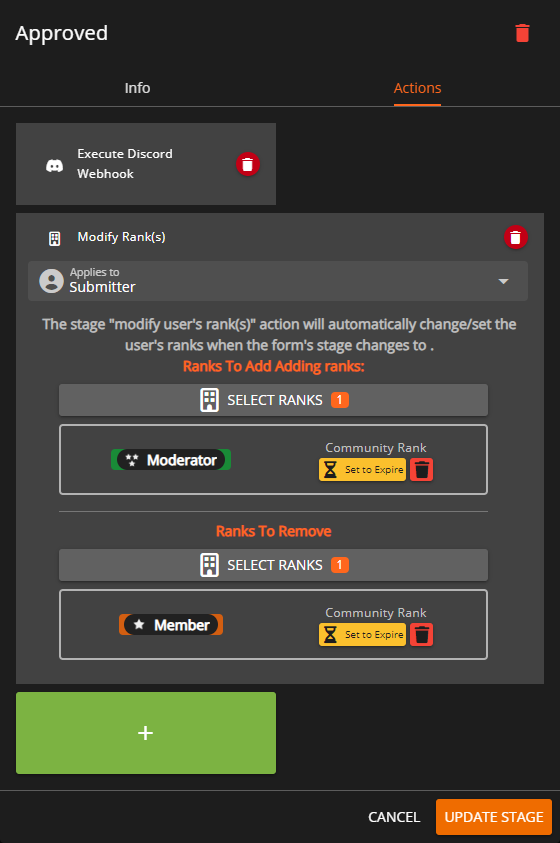 Approved
Info
Actions
Execute Discord
Webhook
Modify Rank(s)
Applies to
Submitter
The stage "modify user's rank(s)" action will automatically change/set the
user's ranks when the form's stage changes to .
Ranks To Add Adding ranks:
SELECT RANKS 1
Moderator
Community Rank
Set to Expire
Ranks To Remove
SELECT RANKS 1
Member
Community Rank
Set to Expire
+
CANCEL
UPDATE STAGE